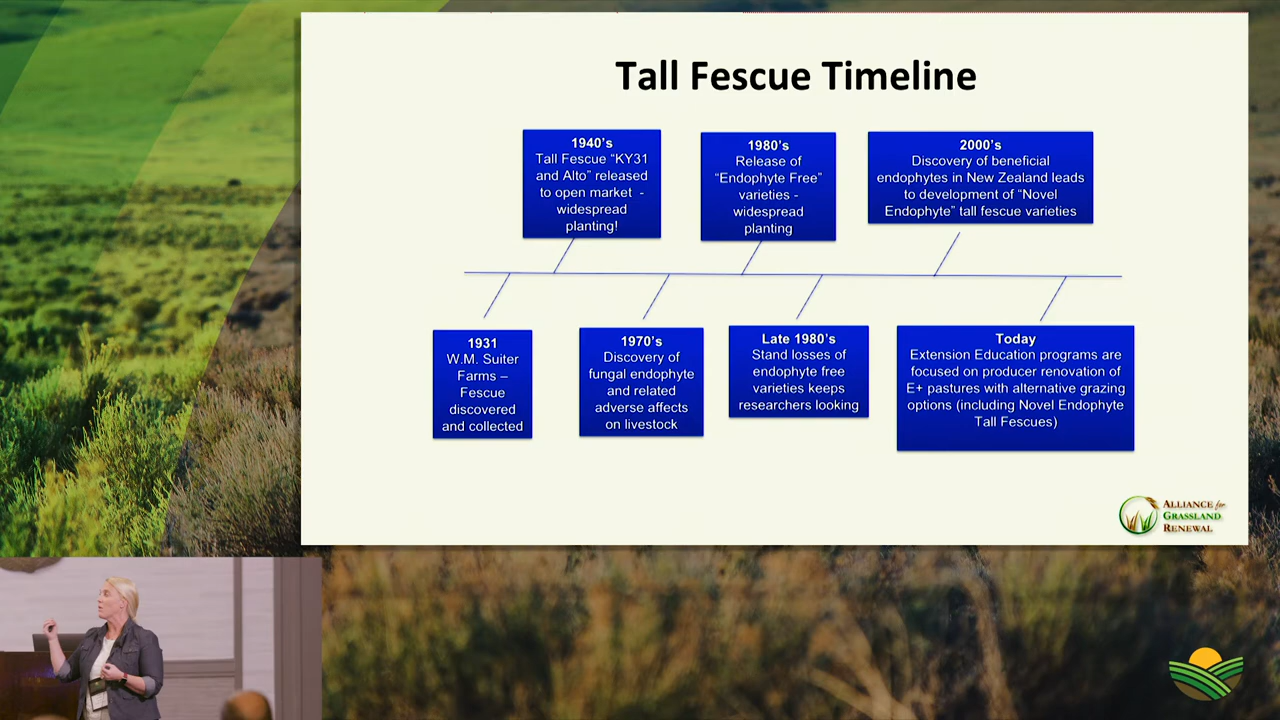 Tall Fescue Timeline
1940's
Tall Fescue "KY31
and Alto" released
to open market -
widespread
planting!
1980's
Release of
"Endophyte Free"
varieties -
widespread
planting
2000's
Discovery of beneficial
endophytes in New Zealand leads
to development of "Novel
Endophyte" tall fescue varieties
1931
W.M. Suiter
Farms –
Fescue
discovered
and collected
1970's
Discovery of
fungal endophyte
and related
adverse affects
on livestock
Late 1980's
Stand losses of
endophyte free
varieties keeps
researchers looking
Today
Extension Education programs are
focused on producer renovation of
E+ pastures with alternative grazing
options (including Novel Endophyte
Tall Fescues)
ALLIANCE for
GRASSLAND
RENEWAL